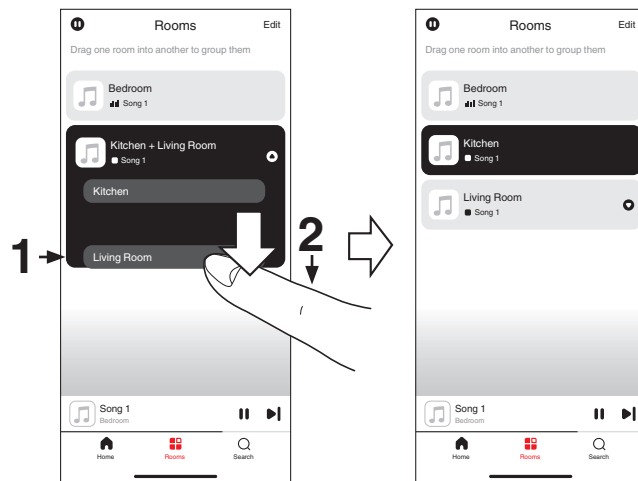 Rooms
Edit
Drag one room into another to group them
Bedroom
Song 1
Kitchen + Living Room
Song 1
Kitchen
Living Room
1
2
Song 1
Bedroom
Home
Rooms
Search
Rooms
Edit
Drag one room into another to group them
Bedroom
Song 1
Kitchen
Song 1
Living Room
Song 1
Song 1
Bedroom
Home
Rooms
Search